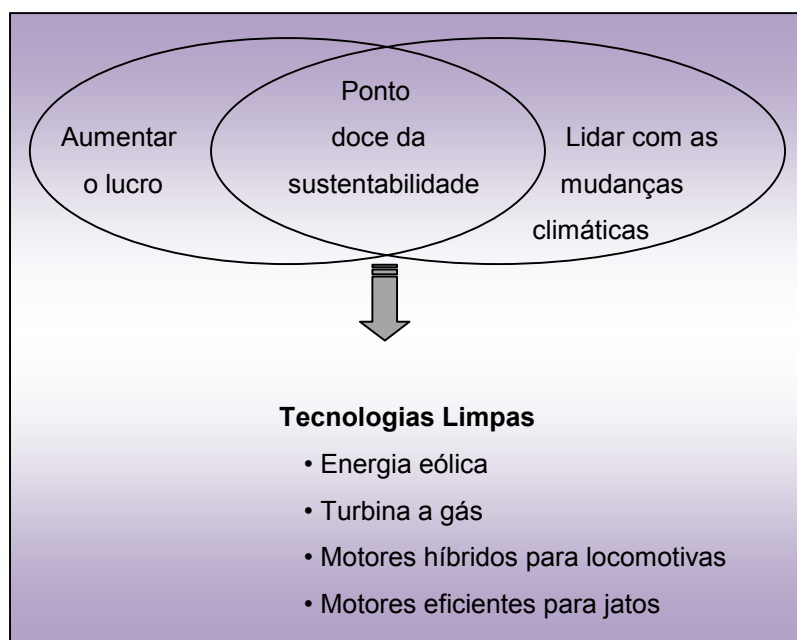 Ponto
Aumentar
doce da
Lidar com as
o lucro
sustentabilidade
mudanças
climáticas
Tecnologias Limpas
• Energia eólica
• Turbina a gás
• Motores híbridos para locomotivas
• Motores eficientes para jatos